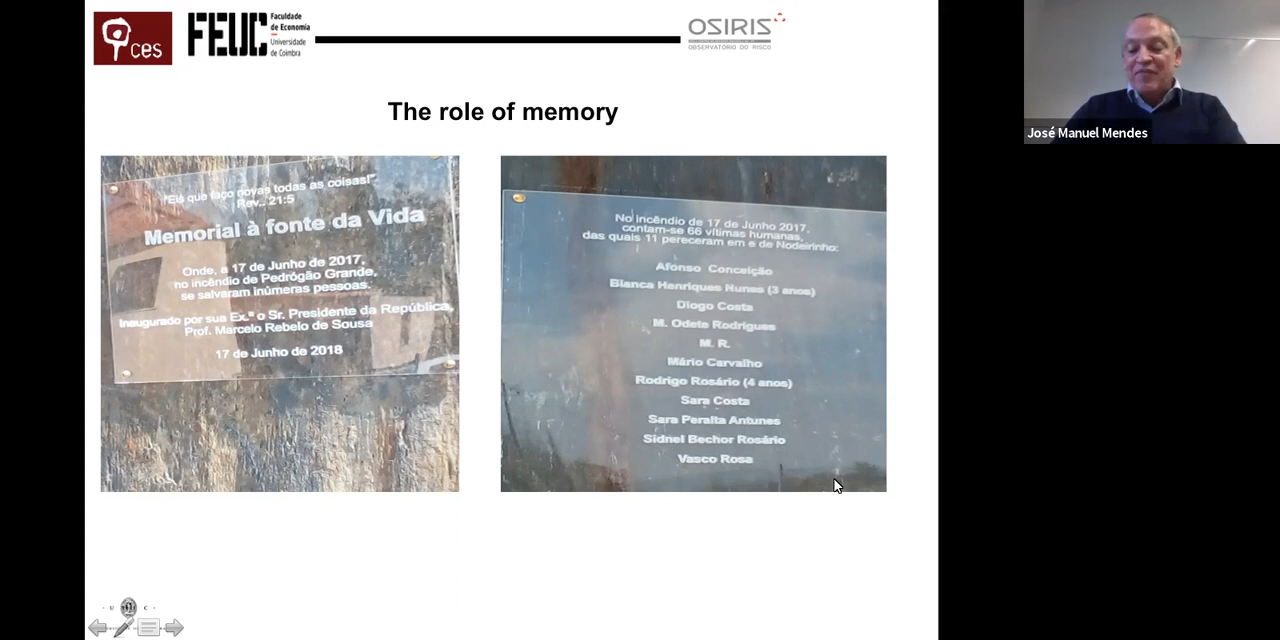 ces
FEUC
Faculdade
de Economia
Universidade
de Coimbra
OSIRIS
OBSERVATÓRIO DO RISCO
José Manuel Mendes
The role of memory
"Eis que faço novas todas as coisas!"
Rev.. 21:5
Memorial à fonte da Vida
Onde, a 17 de Junho de 2017,
no incêndio de Pedrógão Grande,
se salvaram inúmeras pessoas.
Inaugurado por sua Ex.ª o Sr. Presidente da República,
Prof. Marcelo Rebelo de Sousa
17 de Junho de 2018
No incêndio de 17 de Junho 2017,
contam-se 66 vítimas humanas,
das quais 11 pereceram em e de Nodeirinho:
Afonso Conceição
Bianca Henriques Nunes (3 anos)
Diogo Costa
M. Odete Rodrigues
M. R.
Mário Carvalho
Rodrigo Rosário (4 anos)
Sara Costa
Sara Peralta Antunes
Sidnel Bechor Rosário
Vasco Rosa